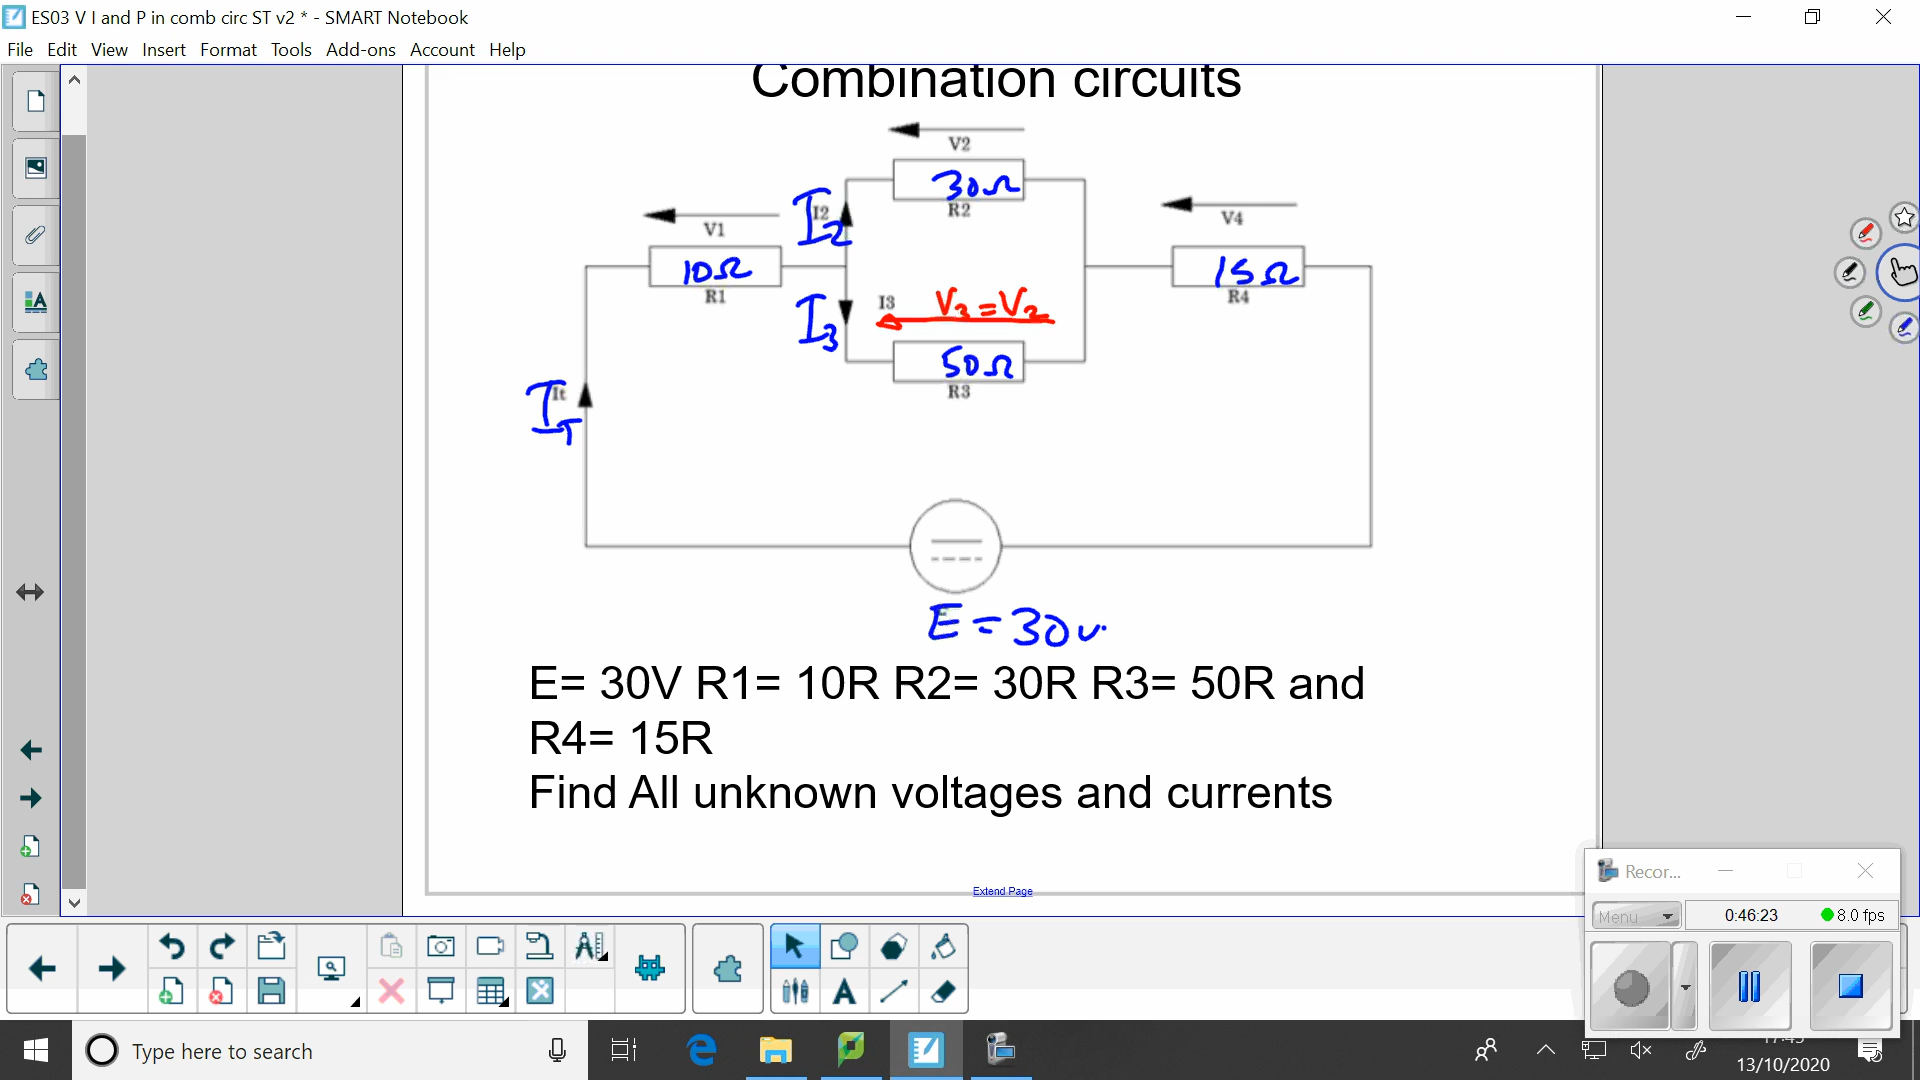 ES03 V I and P in comb circ ST v2 * - SMART Notebook
File Edit View Insert Format Tools Add-ons Account Help
Combination circuits
V2
30Ω
R2
I2
I2
V1
10Ω
R1
V4
15Ω
R4
I3
I3
V3=V2
50Ω
R3
It
IT
E=30v.
E= 30V R1= 10R R2= 30R R3= 50R and
R4= 15R
Find All unknown voltages and currents
Extend Page
Recor...
Menu
0:46:23
8.0 fps
Type here to search
17:45
13/10/2020